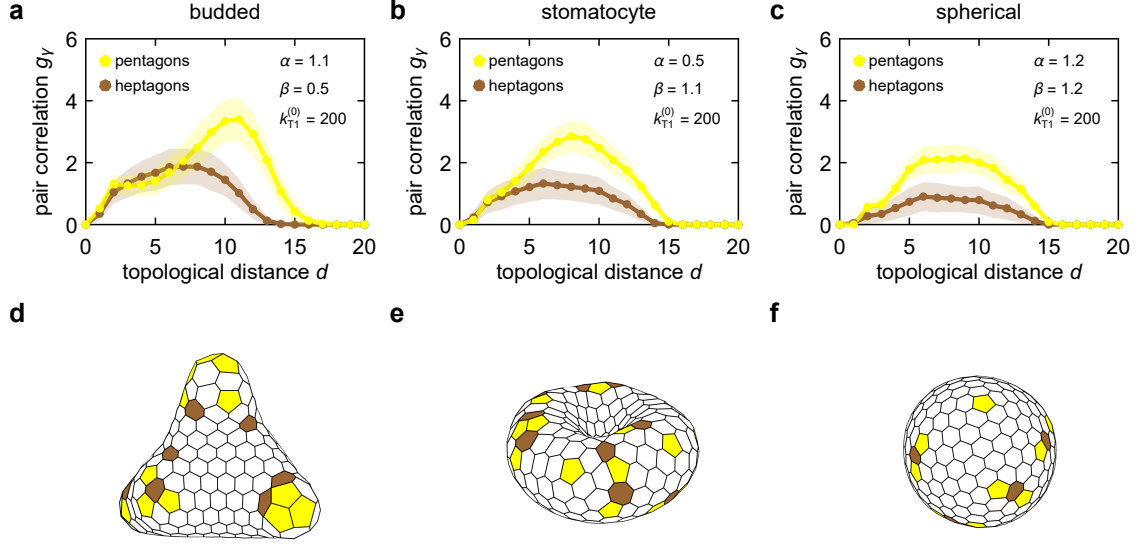 a budded
pair correlation gγ
6
4
2
0
pentagons
heptagons
α = 1.1
β = 0.5
k_T1^(0) = 200
0 5 10 15 20
topological distance d
b stomatocyte
pair correlation gγ
6
4
2
0
pentagons
heptagons
α = 0.5
β = 1.1
k_T1^(0) = 200
0 5 10 15 20
topological distance d
c spherical
pair correlation gγ
6
4
2
0
pentagons
heptagons
α = 1.2
β = 1.2
k_T1^(0) = 200
0 5 10 15 20
topological distance d
d
e
f